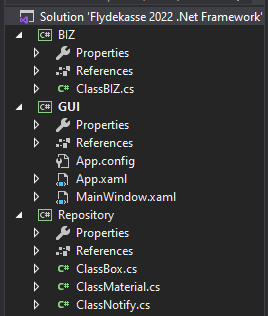 Solution 'Flydekasse 2022 .Net Framework'
C# BIZ
Properties
References
C# ClassBIZ.cs
C# GUI
Properties
References
App.config
App.xaml
MainWindow.xaml
C# Repository
Properties
References
C# ClassBox.cs
C# ClassMaterial.cs
C# ClassNotify.cs